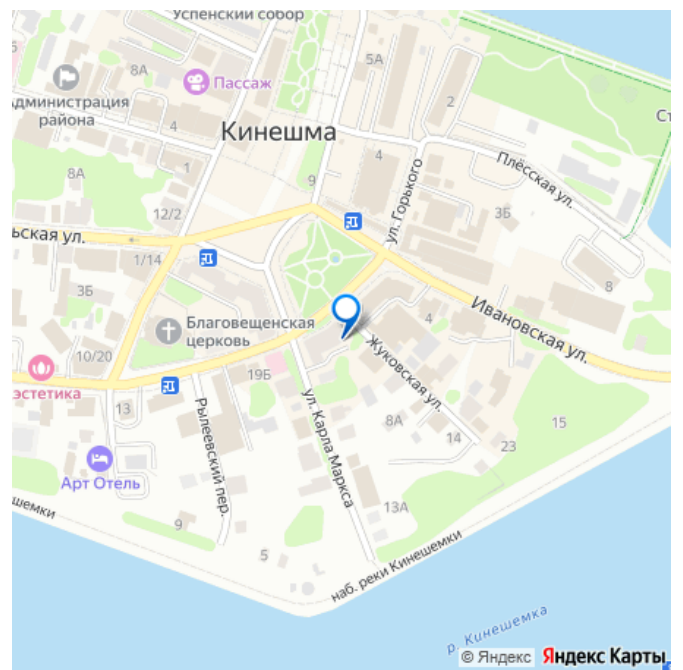 Успенский собор
5А
8А
Пассаж
Администрация
района
4
2
Ст
Кинешма
1
4
Плёсская ул.
8А
9
ул. Горького
12/2
3Б
ьская ул.
1/14
8
3Б
Ивановская ул.
Благовещенская
церковь
4
Жуковская ул.
10/20
эстетика
19Б
13
Рылеевский пер.
ул. Карла Маркса
8А
15
14
23
Арт Отель
13А
шемки
9
5
наб. реки Кинешемки
р. Кинешемка
© Яндекс Яндекс Карты